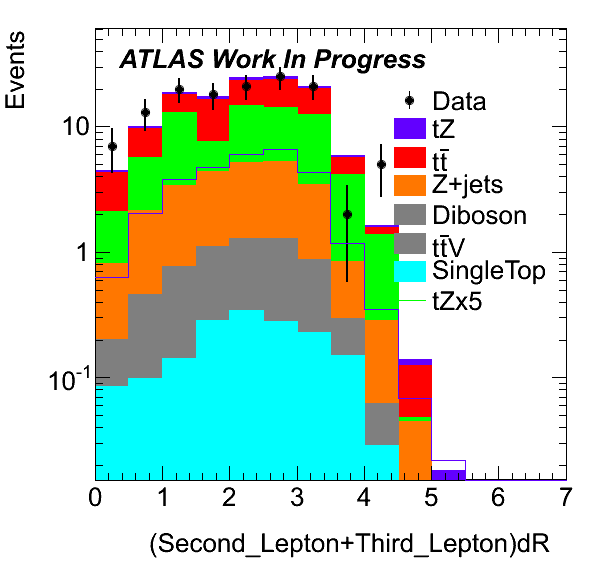 Events
ATLAS Work In Progress
Data
tZ
tt̄
Z+jets
Diboson
tt̄V
SingleTop
tZx5
10
1
10⁻¹
0 1 2 3 4 5 6 7
(Second_Lepton+Third_Lepton)dR